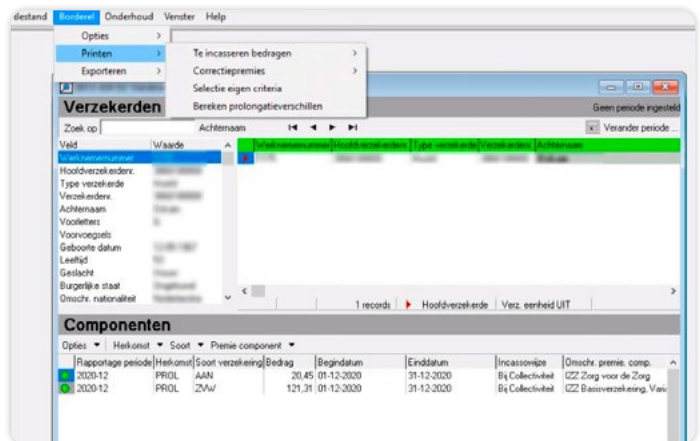 destand Borderel Onderhoud Venster Help
Opties >
Printen >
Exporteren >
Te incasseren bedragen >
Correctiepremies >
Selectie eigen criteria
Bereken prolongatieverschillen
Verzekerden Geen periode ingesteld
Zoek op Achternaam Verander periode ...
Veld Waarde Werknemernummer Hoofdverzekerdenr. Type verzekerde Verzekerdenr. Achternaam
Werknemernummer
Hoofdverzekerdenr.
Type verzekerde
Verzekerdenr.
Achternaam
Voorletters
Voorvoegsels
Geboorte datum
Leeftijd
Geslacht
Burgerlijke staat
Omschr. nationaliteit
1 records Hoofdverzekerde Verz. eenheid UIT
Componenten
Opties Herkomst Soort Premie component
Rapportage periode Herkomst Soort verzekering Bedrag Begindatum Einddatum Incassowijze Omschr. premie. comp.
2020-12 PROL AAN 20,45 01-12-2020 31-12-2020 Bij Collectiviteit IZZ Zorg voor de Zorg
2020-12 PROL ZVW 121,31 01-12-2020 31-12-2020 Bij Collectiviteit IZZ Basisverzekering, Vari